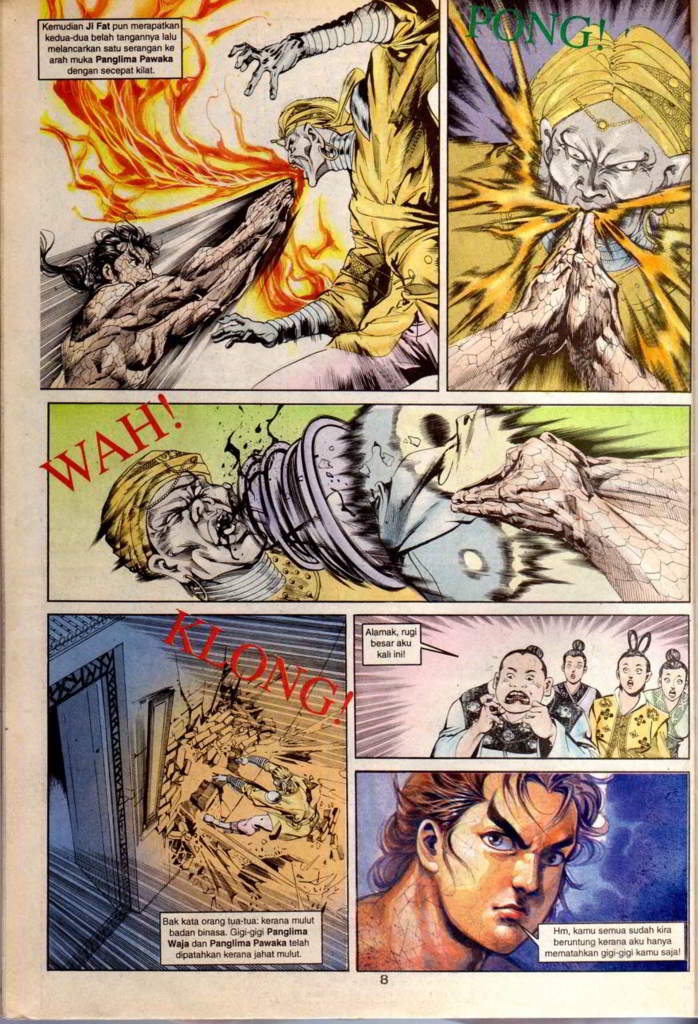 Kemudian Ji Fat pun merapatkan
kedua-dua belah tangannya lalu
melancarkan satu serangan ke
arah muka Panglima Pawaka
dengan secepat kilat.
PONG!
WAH!
KLONG!
Bak kata orang tua-tua: kerana mulut
badan binasa. Gigi-gigi Panglima
Waja dan Panglima Pawaka telah
dipatahkan kerana jahat mulut.
Alamak, rugi
besar aku
kali ini!
Hm, kamu semua sudah kira
beruntung kerana aku hanya
mematahkan gigi-gigi kamu saja!
8